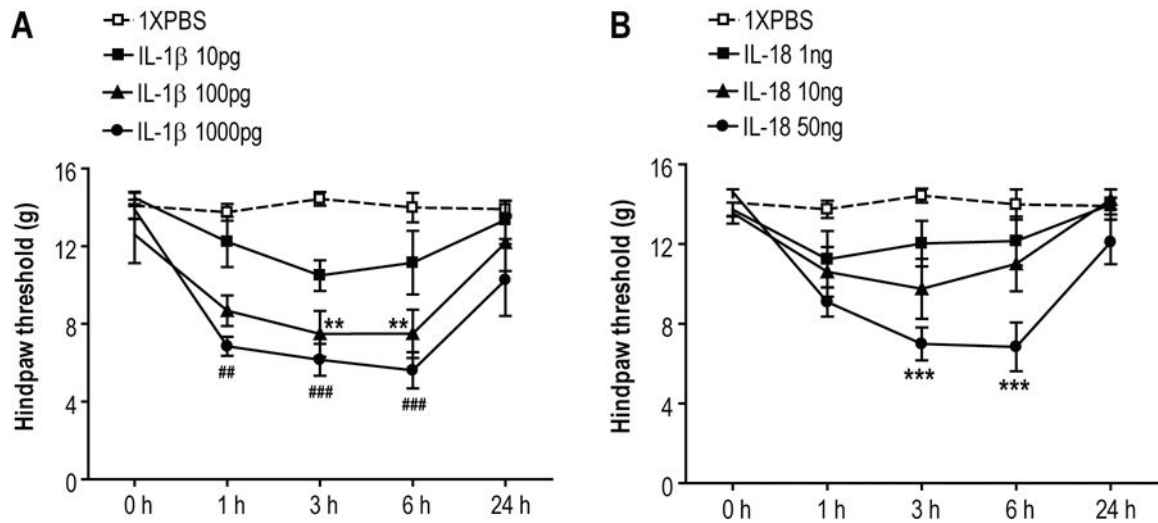 A
1XPBS
IL-1β 10pg
IL-1β 100pg
IL-1β 1000pg
Hindpaw threshold (g)
16
12
8
4
0
** **
##
###
###
0 h 1 h 3 h 6 h 24 h
B
1XPBS
IL-18 1ng
IL-18 10ng
IL-18 50ng
Hindpaw threshold (g)
16
12
8
4
0
*** ***
0 h 1 h 3 h 6 h 24 h